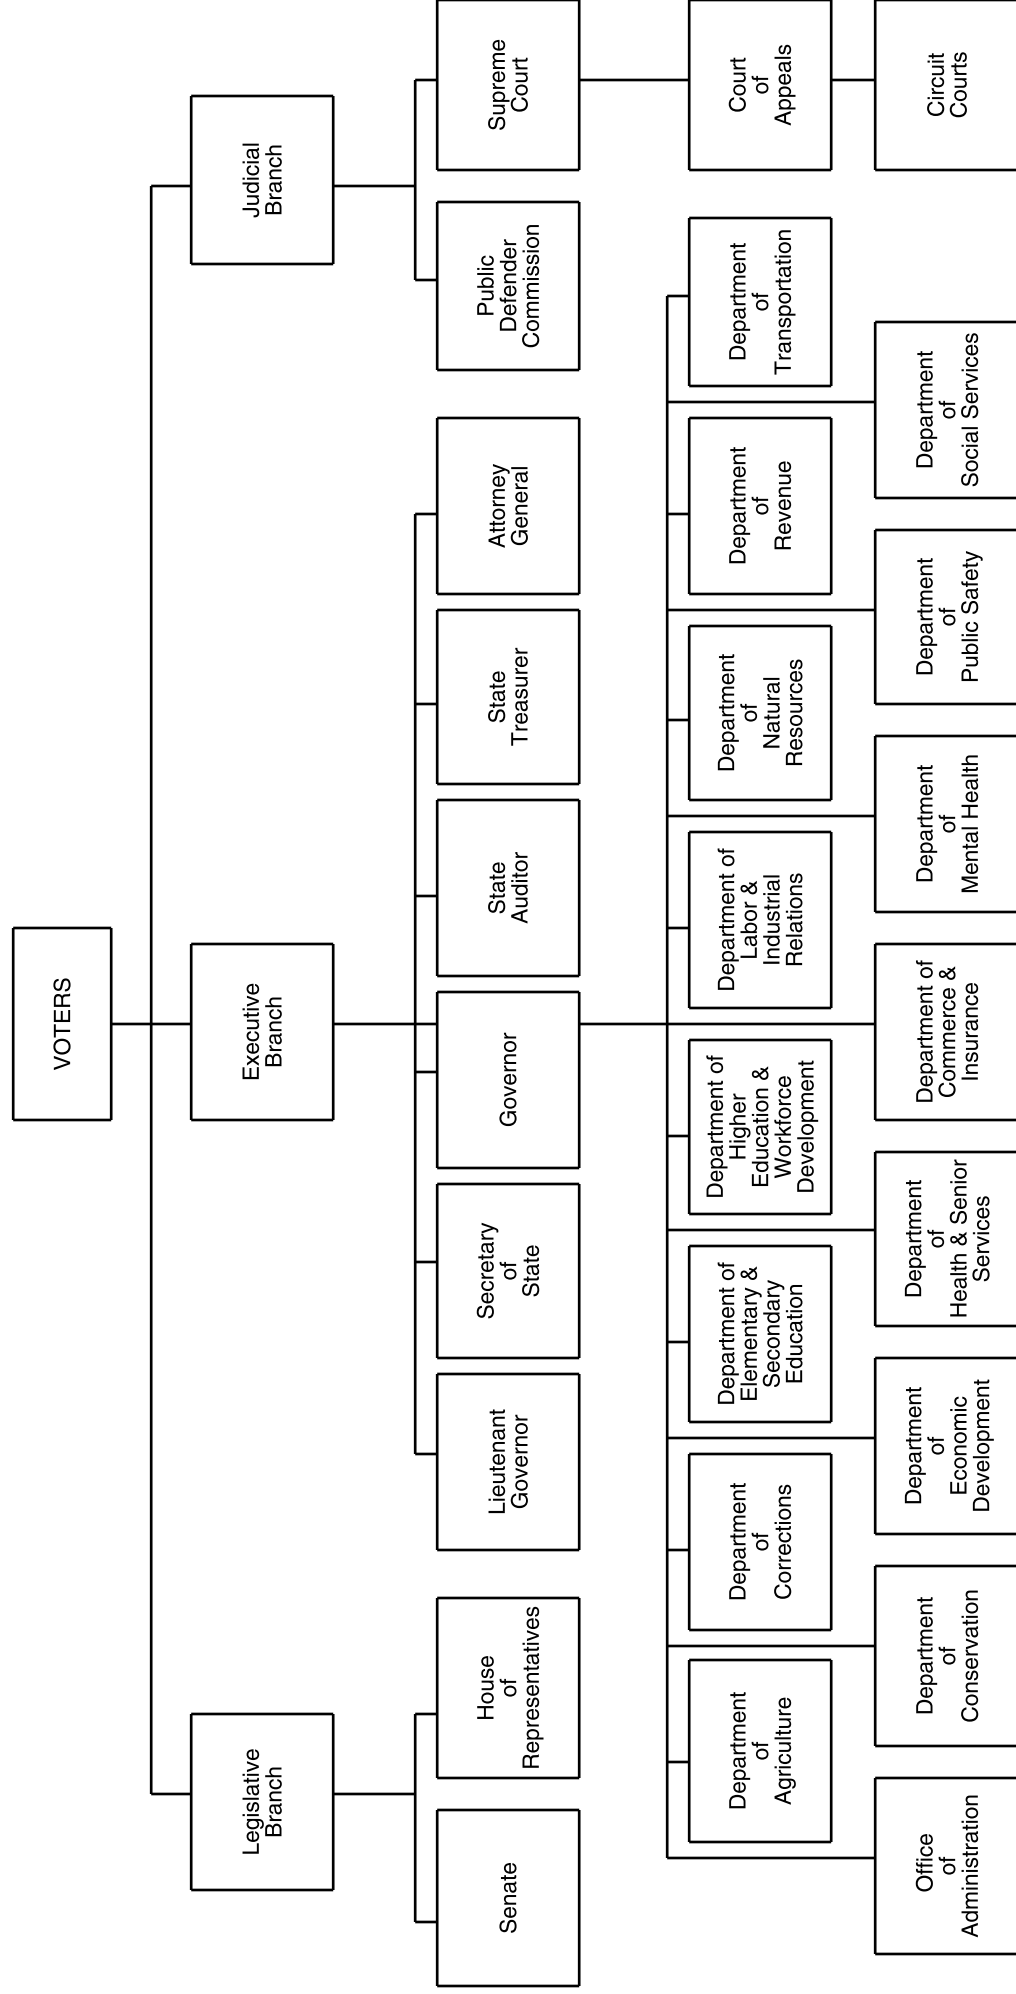 VOTERS
Legislative
Branch
Executive
Branch
Judicial
Branch
Senate
House
of
Representatives
Lieutenant
Governor
Secretary
of
State
Governor
State
Auditor
State
Treasurer
Attorney
General
Public
Defender
Commission
Supreme
Court
Department
of
Agriculture
Department
of
Corrections
Department of
Elementary &
Secondary
Education
Department of
Higher
Education &
Workforce
Development
Department of
Labor &
Industrial
Relations
Department
of
Natural
Resources
Department
of
Revenue
Department
of
Transportation
Court
of
Appeals
Office
of
Administration
Department
of
Conservation
Department
of
Economic
Development
Department
of
Health & Senior
Services
Department of
Commerce &
Insurance
Department
of
Mental Health
Department
of
Public Safety
Department
of
Social Services
Circuit
Courts